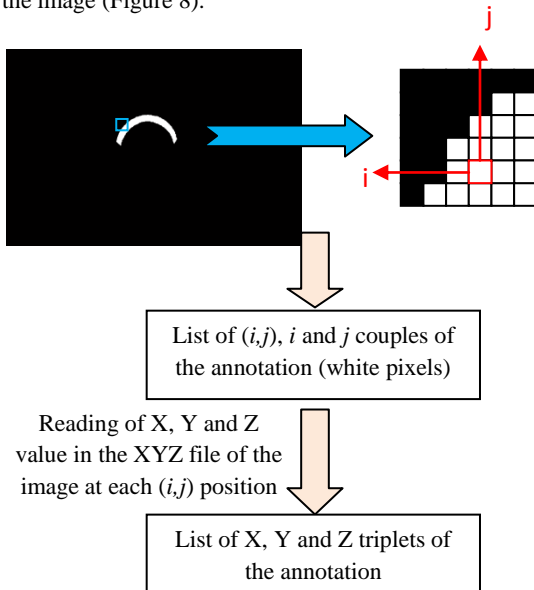 the image (Figure 8).
j
i
List of (i,j), i and j couples of
the annotation (white pixels)
Reading of X, Y and Z
value in the XYZ file of the
image at each (i,j) position
List of X, Y and Z triplets of
the annotation